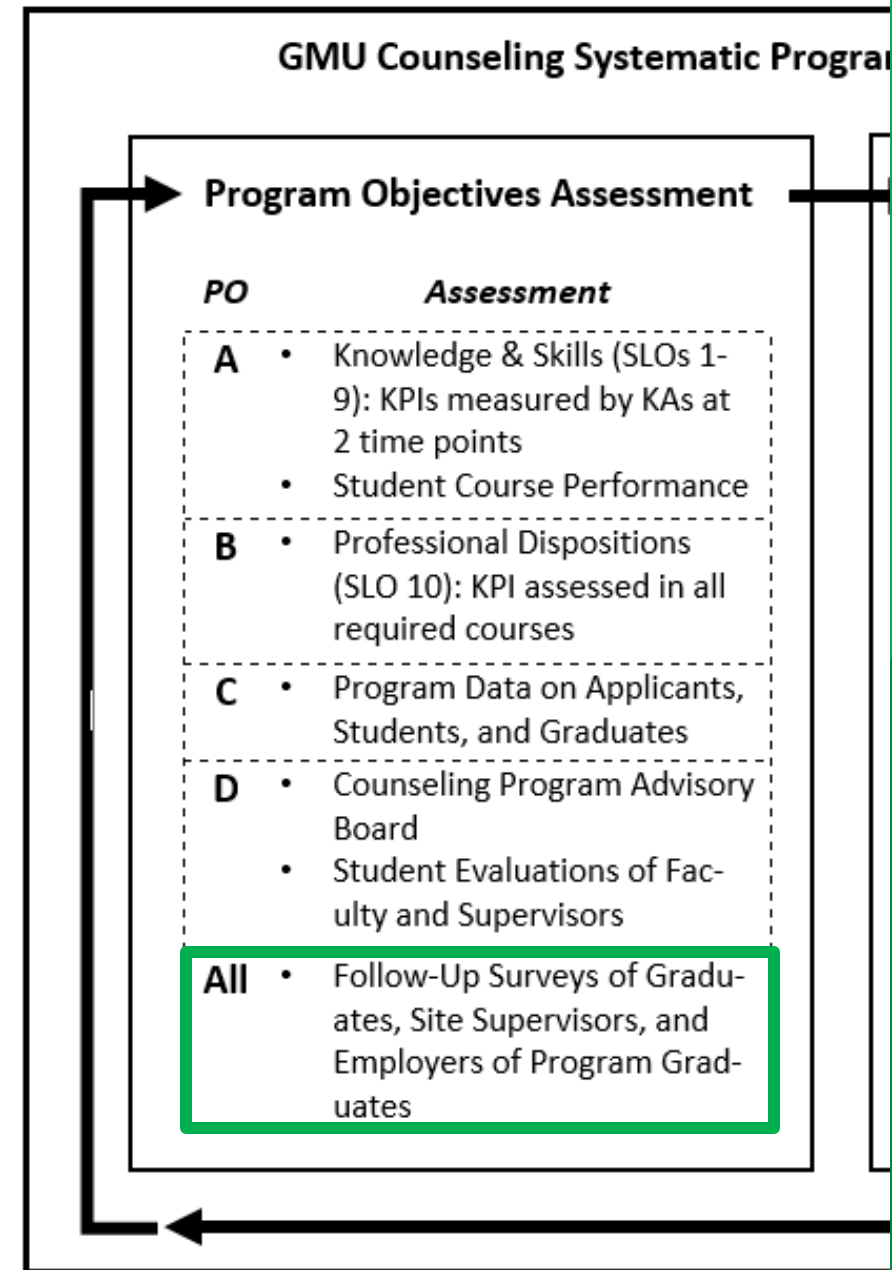 GMU Counseling Systematic Progra
Program Objectives Assessment
PO Assessment
A • Knowledge & Skills (SLOs 1-
9): KPIs measured by KAs at
2 time points
• Student Course Performance
B • Professional Dispositions
(SLO 10): KPI assessed in all
required courses
C • Program Data on Applicants,
Students, and Graduates
D • Counseling Program Advisory
Board
• Student Evaluations of Fac-
ulty and Supervisors
All • Follow-Up Surveys of Gradu-
ates, Site Supervisors, and
Employers of Program Grad-
uates